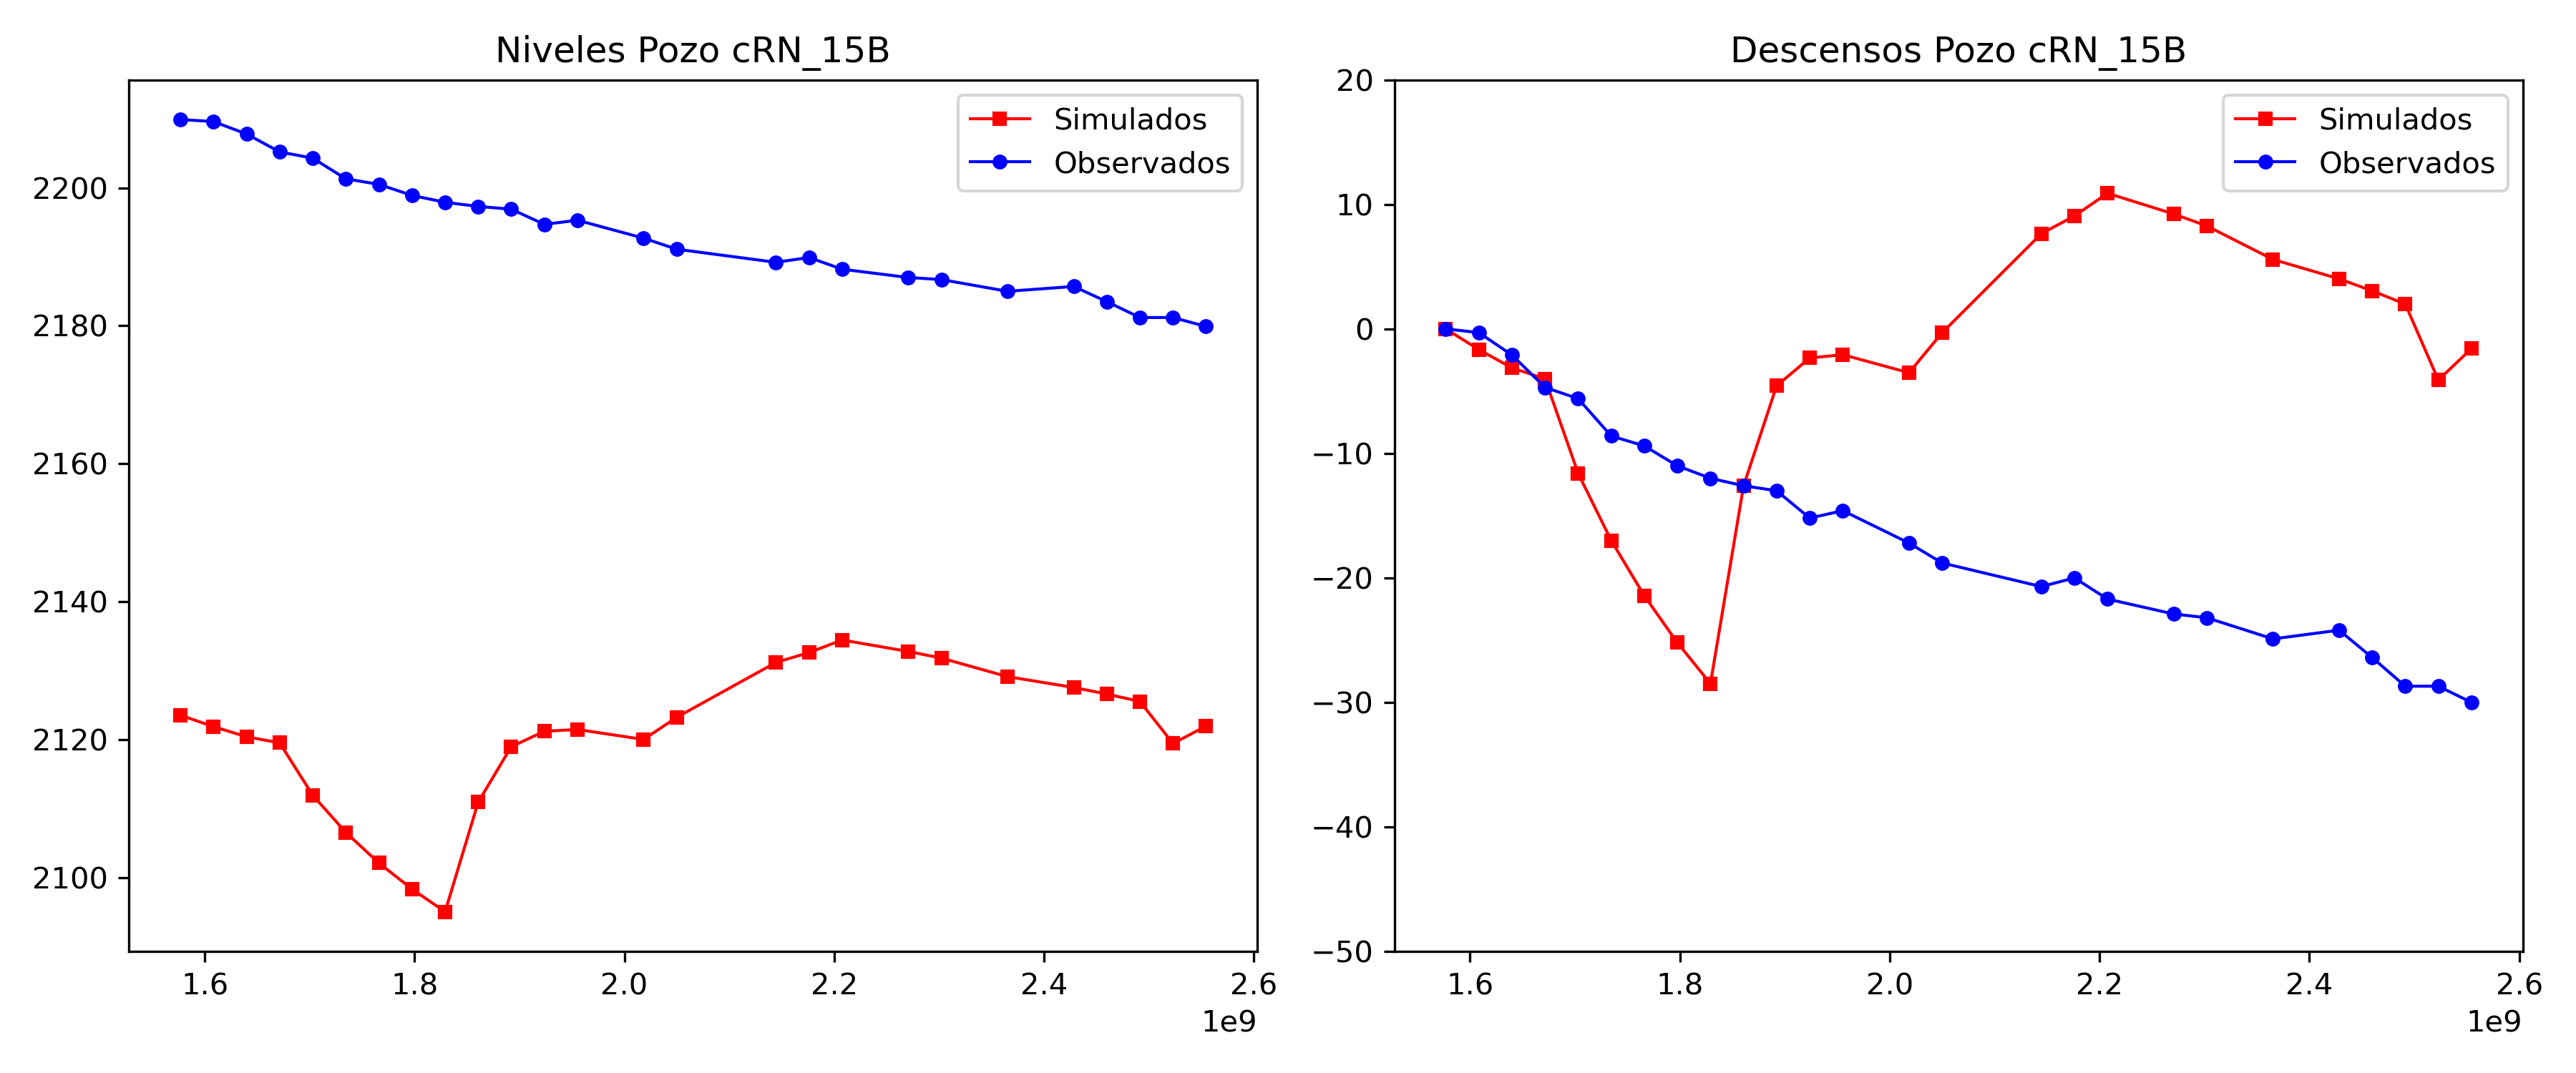 Niveles Pozo cRN_15B
Simulados
Observados
2200
2180
2160
2140
2120
2100
1.6 1.8 2.0 2.2 2.4 2.6
1e9
Descensos Pozo cRN_15B
Simulados
Observados
20
10
0
−10
−20
−30
−40
−50
1.6 1.8 2.0 2.2 2.4 2.6
1e9